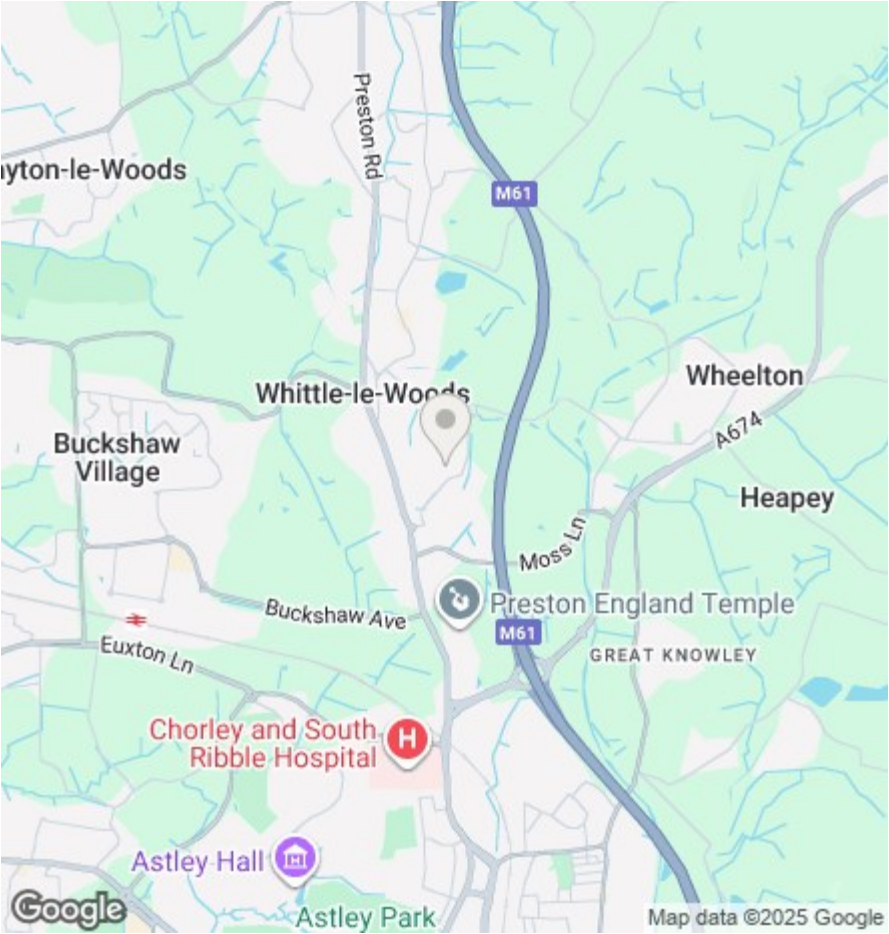 Preston Rd
ayton-le-Woods
M61
Whittle-le-Woods
Wheelton
A674
Buckshaw
Village
Heapey
Moss Ln
Preston England Temple
Buckshaw Ave
M61
Euxton Ln
GREAT KNOWLEY
Chorley and South
Ribble Hospital
H
Astley Hall
Astley Park
Google
Map data ©2025 Google